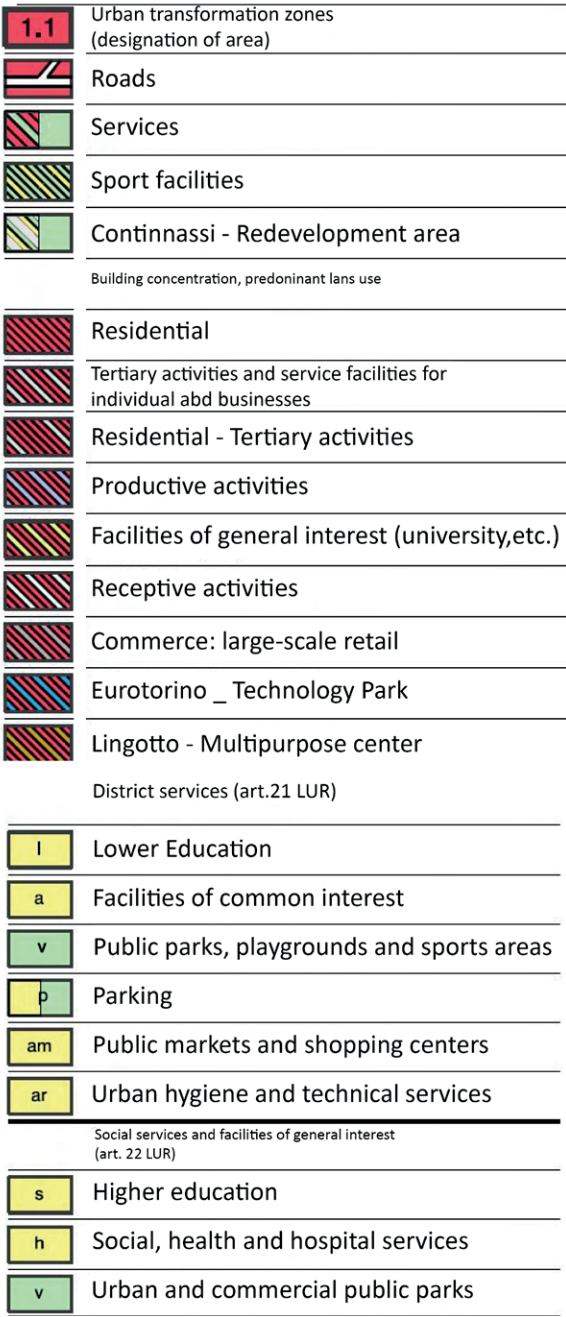 1.1 Urban transformation zones
(designation of area)
Roads
Services
Sport facilities
Continnassi - Redevelopment area
Building concentration, predoninant lans use
Residential
Tertiary activities and service facilities for
individual abd businesses
Residential - Tertiary activities
Productive activities
Facilities of general interest (university,etc.)
Receptive activities
Commerce: large-scale retail
Eurotorino _ Technology Park
Lingotto - Multipurpose center
District services (art.21 LUR)
I Lower Education
a Facilities of common interest
v Public parks, playgrounds and sports areas
p Parking
am Public markets and shopping centers
ar Urban hygiene and technical services
Social services and facilities of general interest
(art. 22 LUR)
s Higher education
h Social, health and hospital services
v Urban and commercial public parks